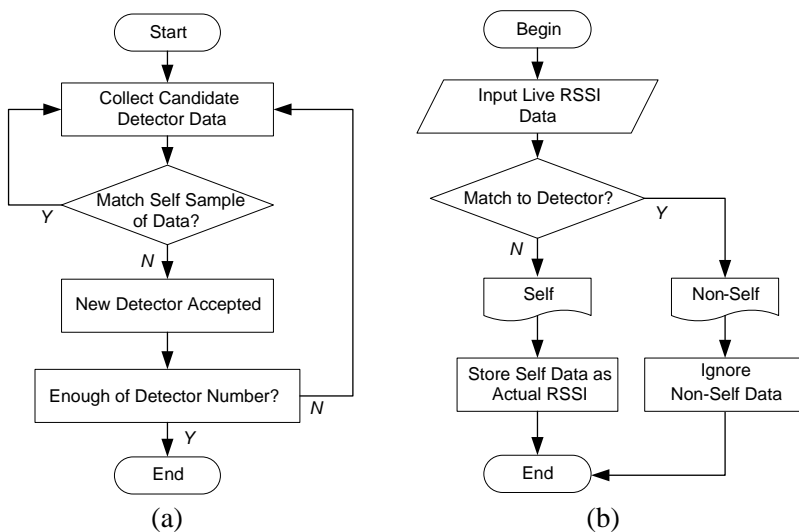 Start
Collect Candidate
Detector Data
Match Self Sample
of Data?
Y
N
New Detector Accepted
Enough of Detector Number?
N
Y
End
(a)
Begin
Input Live RSSI
Data
Match to Detector?
Y
N
Self
Non-Self
Store Self Data as
Actual RSSI
Ignore
Non-Self Data
End
(b)